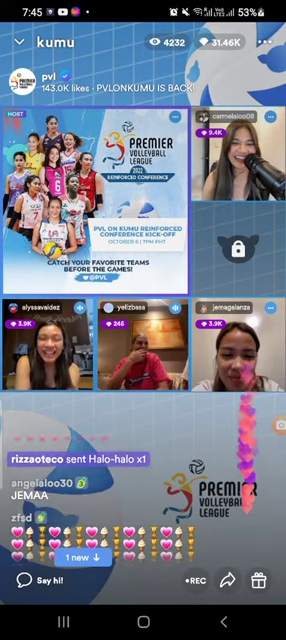 7:45
53%
kumu
4232
31.46K
pvl
143.0K likes · PVLONKUMU IS BACK!
HOST
PREMIER
VOLLEYBALL
LEAGUE
2022
REINFORCED CONFERENCE
PVL ON KUMU REINFORCED
CONFERENCE KICK-OFF
OCTOBER 5 | 7PM PHT
CATCH YOUR FAVORITE TEAMS
BEFORE THE GAMES!
@PVL
carmelaloo08
9.4K
alyssavaldez
3.9K
yellzbasa
245
jemagalanza
3.9K
rizzaoteco sent Halo-halo x1
angelaloo30
JEMAA
zfsd
PREMIER
VOLLEYBALL
LEAGUE
1 new ↓
Say hi!
REC